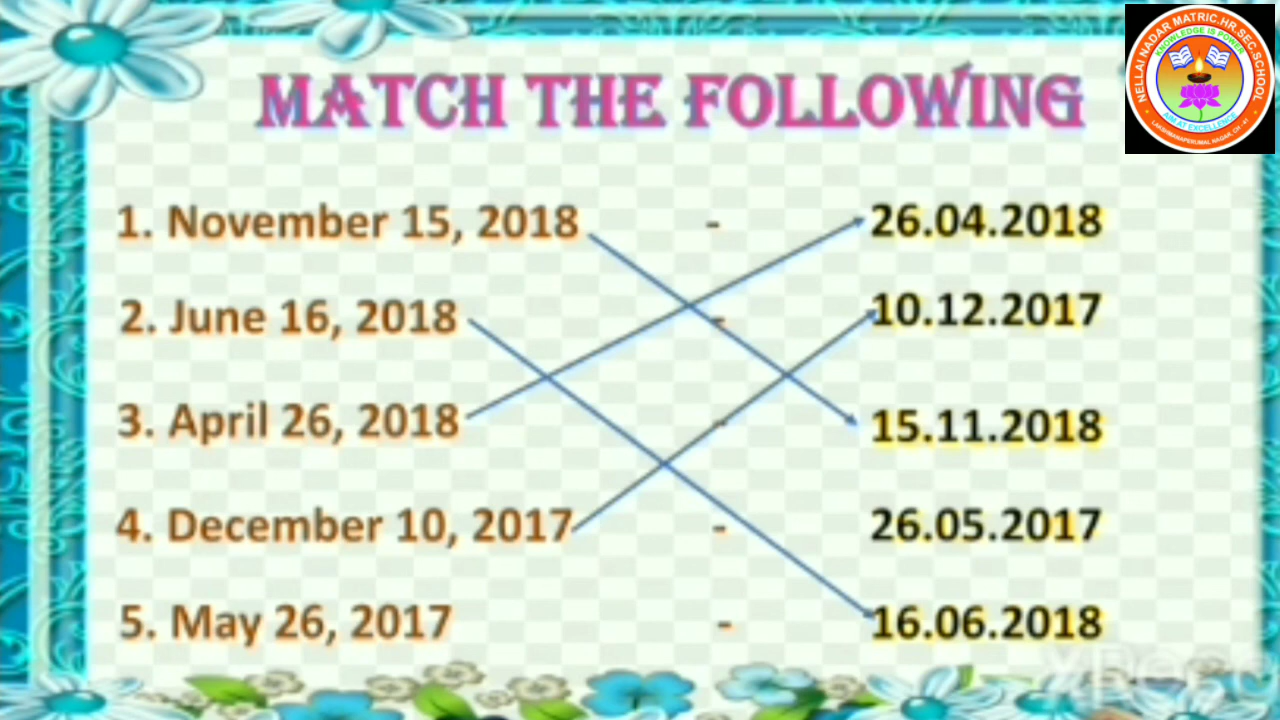 MATCH THE FOLLOWING
1. November 15, 2018 - 26.04.2018
2. June 16, 2018 - 10.12.2017
3. April 26, 2018 - 15.11.2018
4. December 10, 2017 - 26.05.2017
5. May 26, 2017 - 16.06.2018
NELLAI NADAR MATRIC.HR.SEC.SCHOOL
KNOWLEDGE IS POWER
AIM AT EXCELLENCE